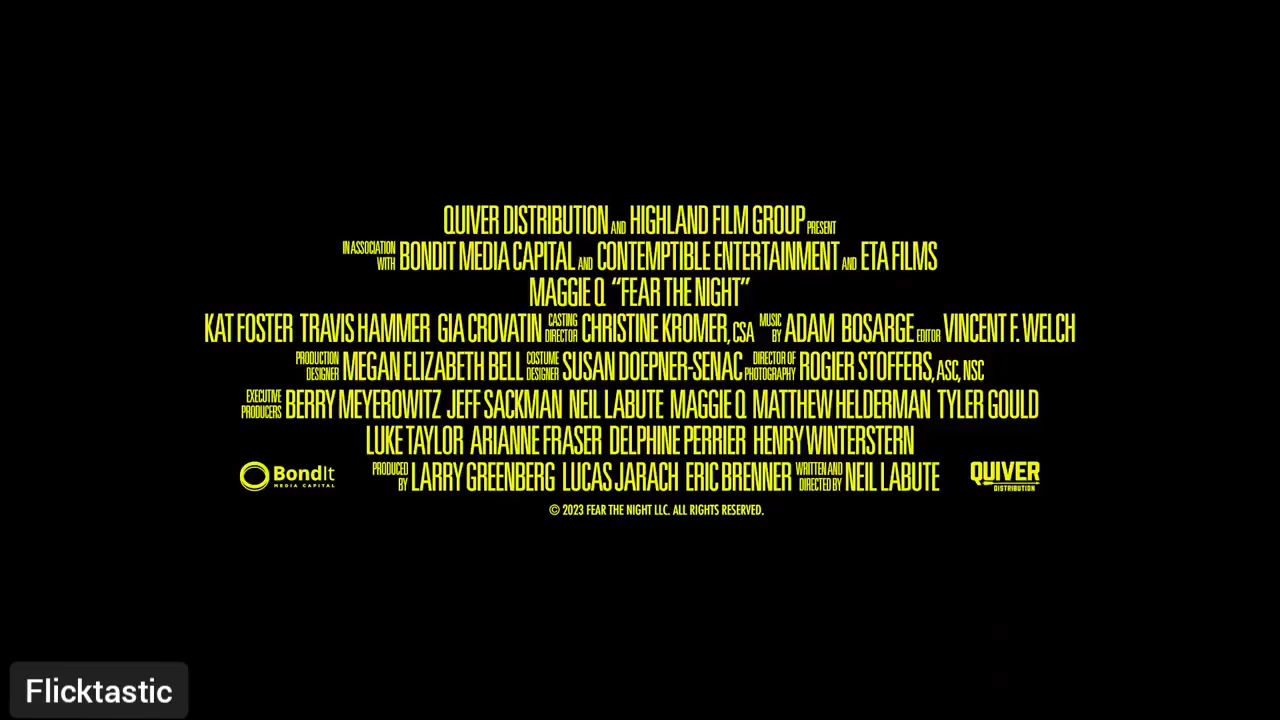 QUIVER DISTRIBUTION AND HIGHLAND FILM GROUP PRESENT
IN ASSOCIATION WITH BONDIT MEDIA CAPITAL AND CONTEMPTIBLE ENTERTAINMENT AND ETA FILMS
MAGGIE Q "FEAR THE NIGHT"
KAT FOSTER TRAVIS HAMMER GIA CROVATIN CASTING DIRECTOR CHRISTINE KROMER, CSA MUSIC BY ADAM BOSARGE EDITOR VINCENT F. WELCH
PRODUCTION DESIGNER MEGAN ELIZABETH BELL COSTUME DESIGNER SUSAN DOEPNER-SENAC DIRECTOR OF PHOTOGRAPHY ROGIER STOFFERS, ASC, NSC
EXECUTIVE PRODUCERS BERRY MEYEROWITZ JEFF SACKMAN NEIL LABUTE MAGGIE Q MATTHEW HELDERMAN TYLER GOULD
LUKE TAYLOR ARIANNE FRASER DELPHINE PERRIER HENRY WINTERSTERN
BondIt MEDIA CAPITAL PRODUCED BY LARRY GREENBERG LUCAS JARACH ERIC BRENNER WRITTEN AND DIRECTED BY NEIL LABUTE QUIVER DISTRIBUTION
© 2023 FEAR THE NIGHT LLC. ALL RIGHTS RESERVED.
Flicktastic